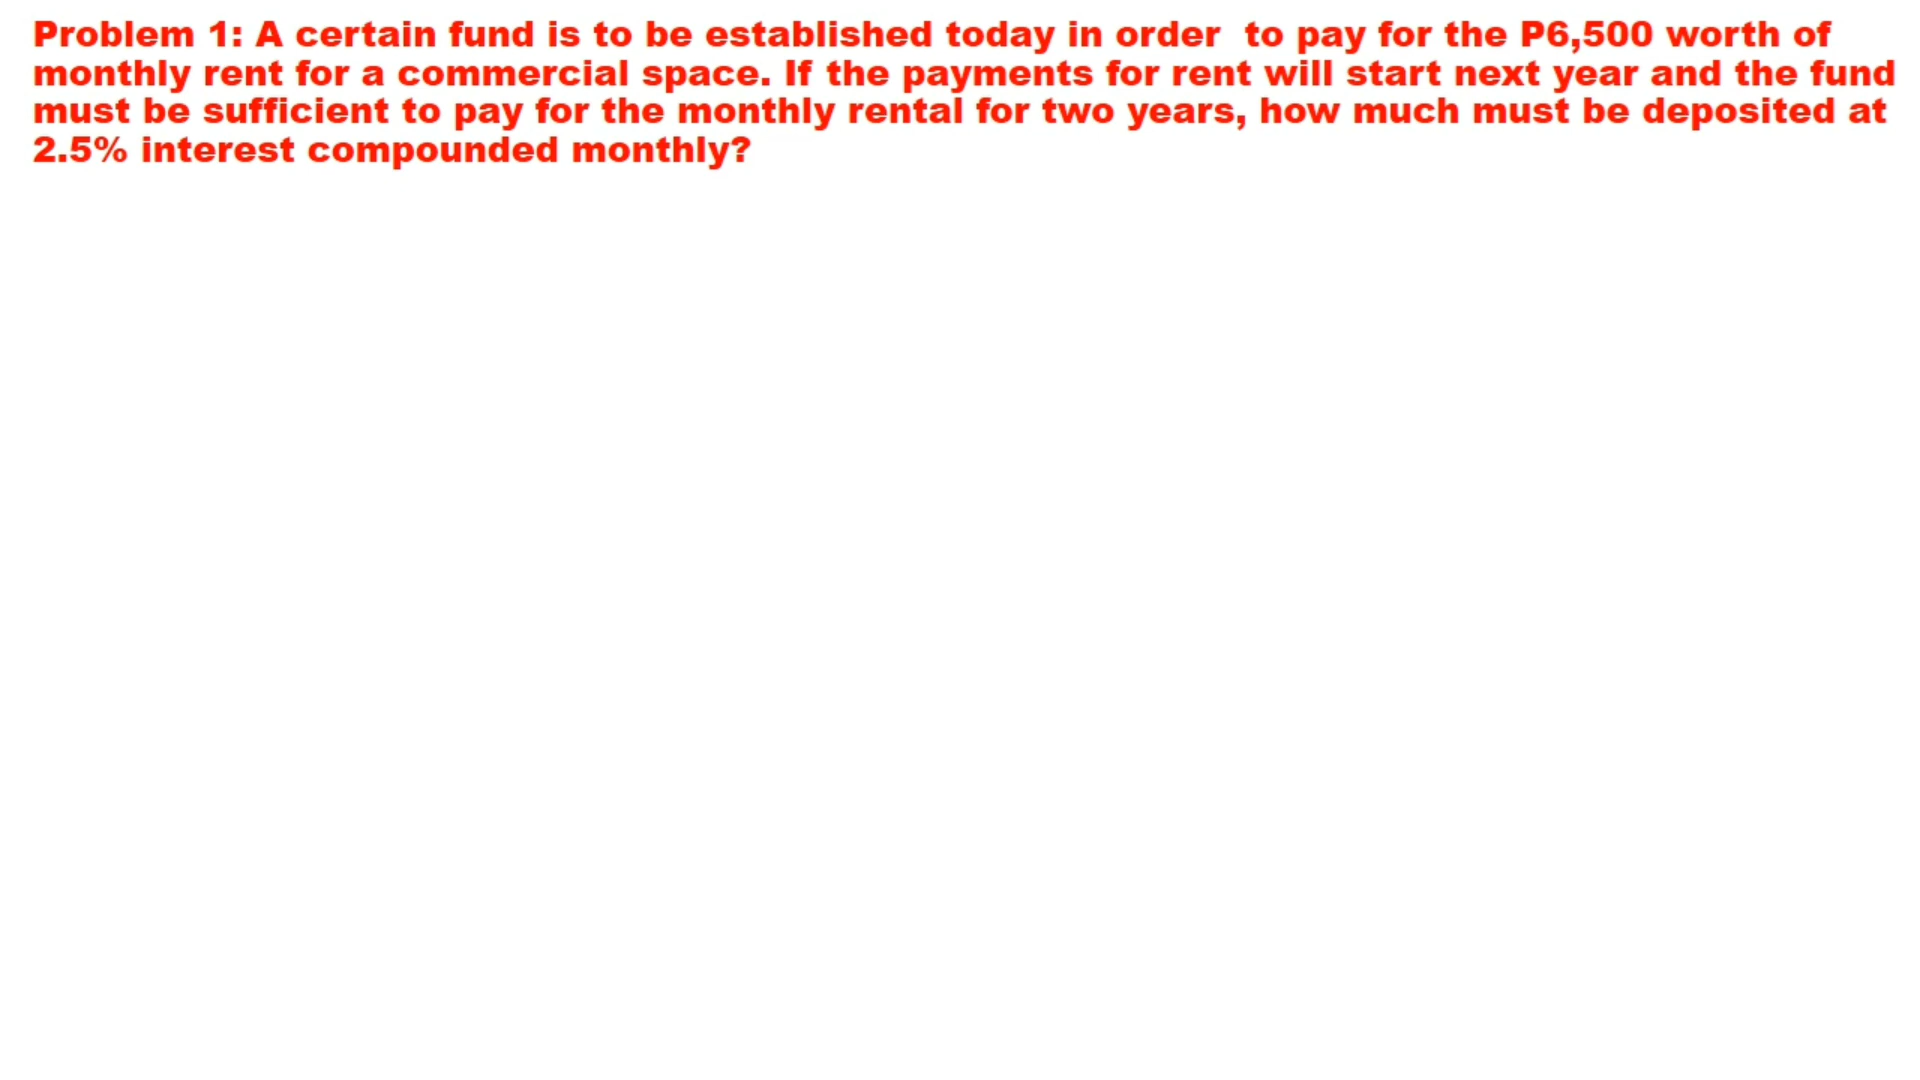 Problem 1: A certain fund is to be established today in order  to pay for the P6,500 worth of
monthly rent for a commercial space. If the payments for rent will start next year and the fund
must be sufficient to pay for the monthly rental for two years, how much must be deposited at
2.5% interest compounded monthly?